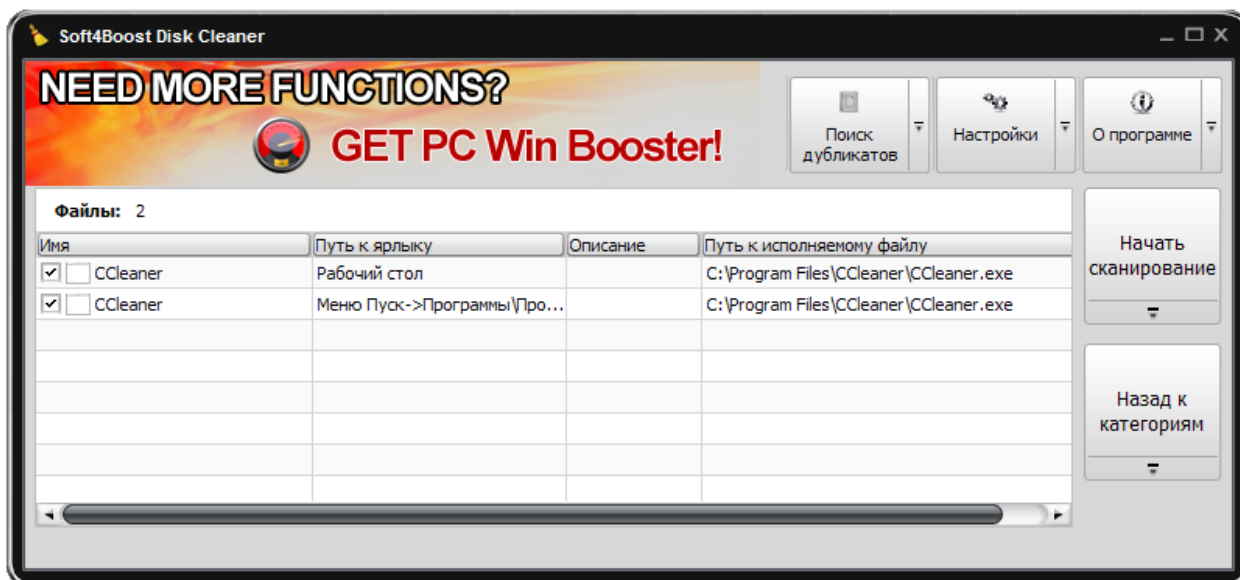 Soft4Boost Disk Cleaner
NEED MORE FUNCTIONS?
GET PC Win Booster!
Поиск
дубликатов
Настройки
О программе
Файлы: 2
Имя Путь к ярлыку Описание Путь к исполняемому файлу
CCleaner Рабочий стол C:\Program Files\CCleaner\CCleaner.exe
CCleaner Меню Пуск->Программы\Про... C:\Program Files\CCleaner\CCleaner.exe
Начать
сканирование
Назад к
категориям